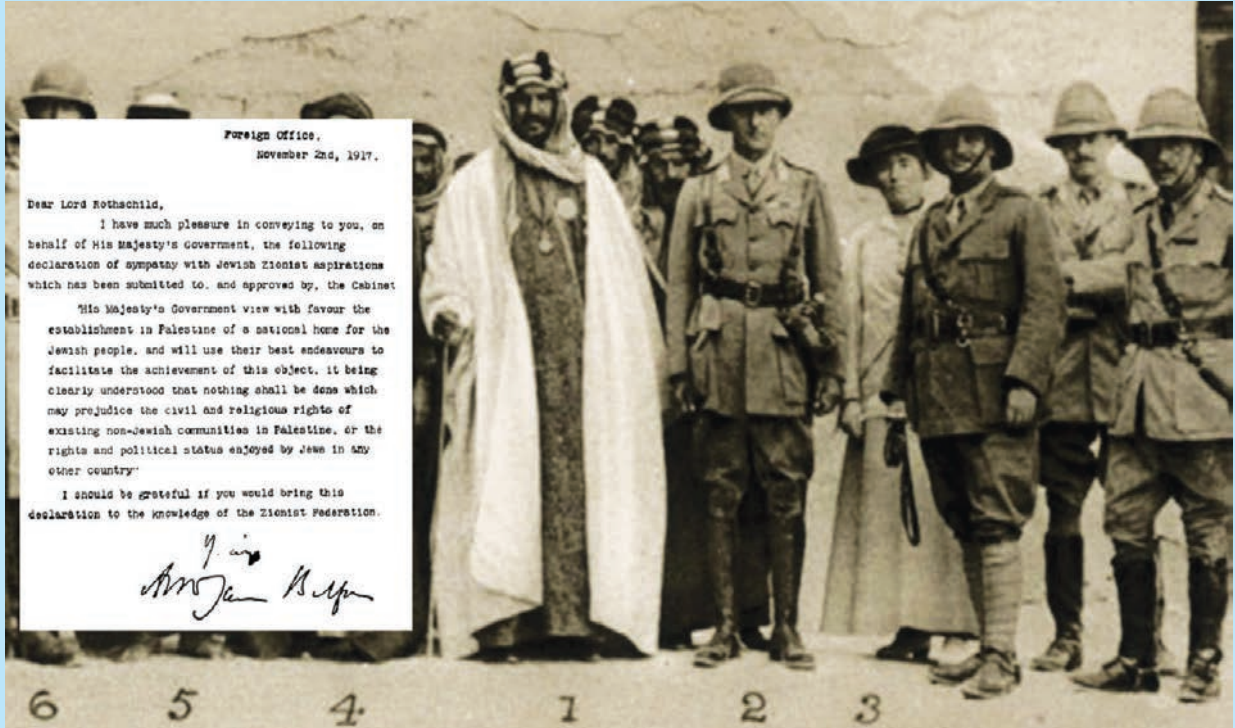 Foreign Office,
November 2nd, 1917.
Dear Lord Rothschild,
I have much pleasure in conveying to you, on
behalf of His Majesty's Government, the following
declaration of sympathy with Jewish Zionist aspirations
which has been submitted to, and approved by, the Cabinet
"His Majesty's Government view with favour the
establishment in Palestine of a national home for the
Jewish people, and will use their best endeavours to
facilitate the achievement of this object, it being
clearly understood that nothing shall be done which
may prejudice the civil and religious rights of
existing non-Jewish communities in Palestine, or the
rights and political status enjoyed by Jews in any
other country"
I should be grateful if you would bring this
declaration to the knowledge of the Zionist Federation.
6 5 4. 1 2 3